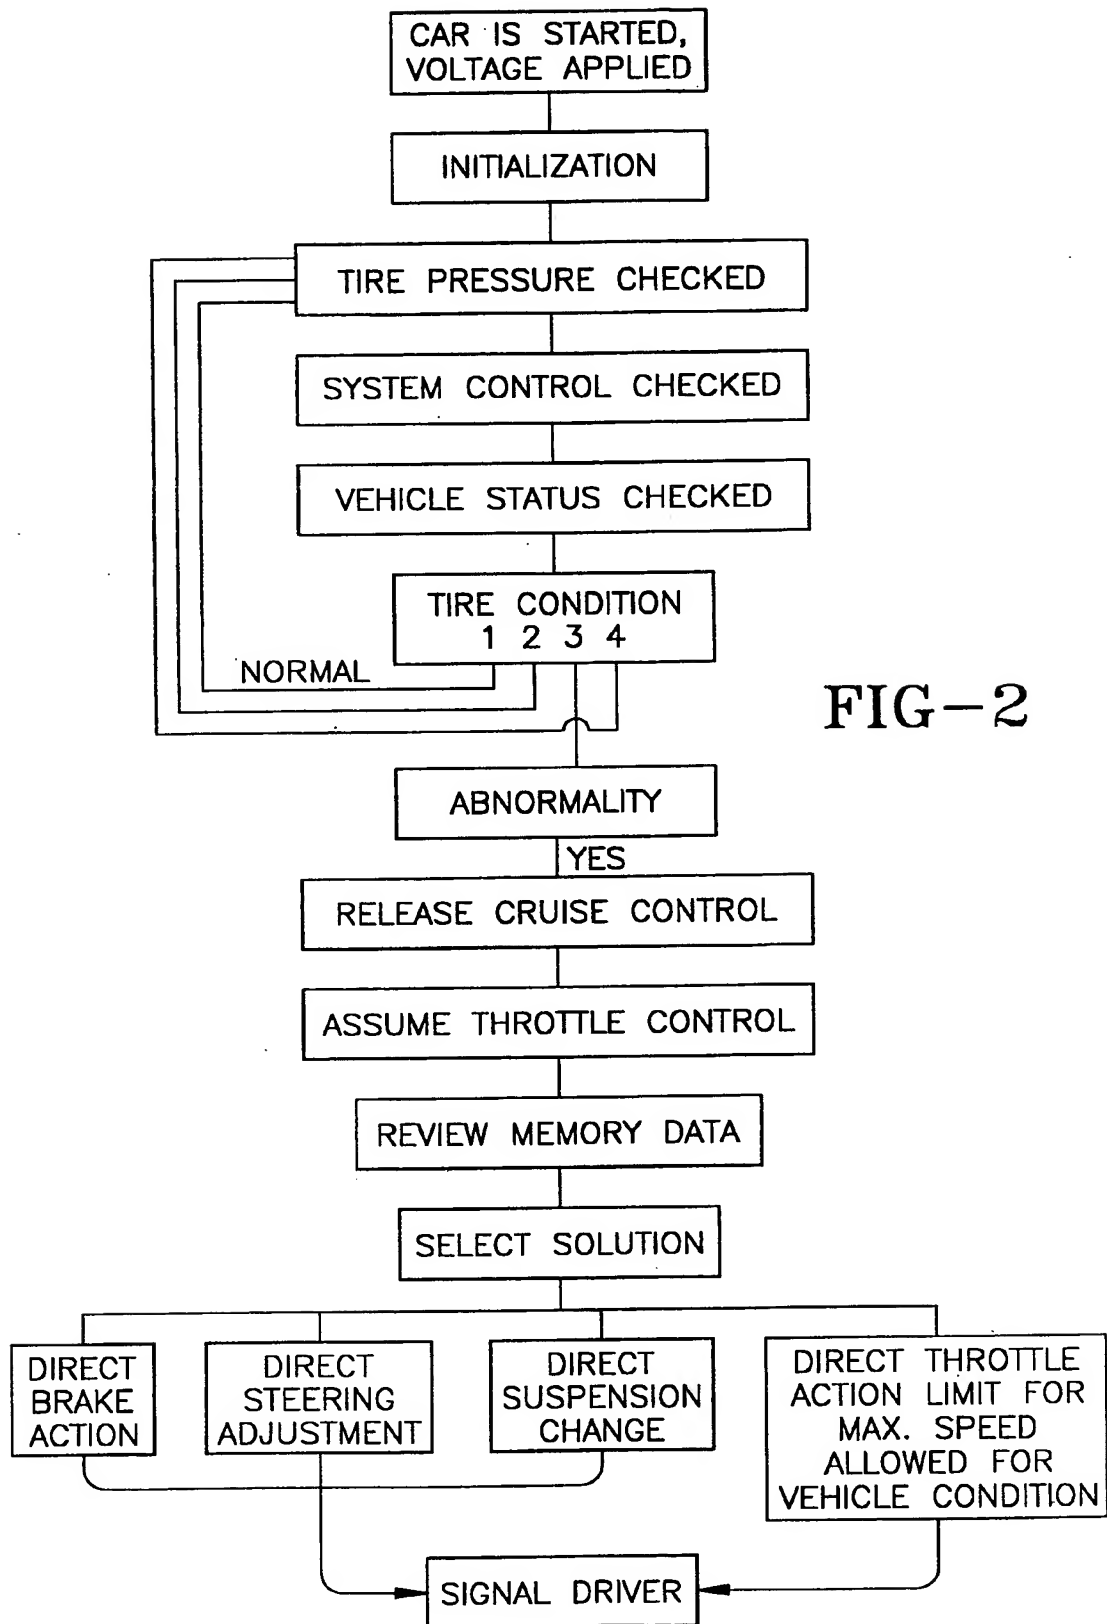 CAR IS STARTED,
VOLTAGE APPLIED
INITIALIZATION
TIRE PRESSURE CHECKED
SYSTEM CONTROL CHECKED
VEHICLE STATUS CHECKED
TIRE CONDITION
1 2 3 4
NORMAL
FIG-2
ABNORMALITY
YES
RELEASE CRUISE CONTROL
ASSUME THROTTLE CONTROL
REVIEW MEMORY DATA
SELECT SOLUTION
DIRECT
BRAKE
ACTION
DIRECT
STEERING
ADJUSTMENT
DIRECT
SUSPENSION
CHANGE
DIRECT THROTTLE
ACTION LIMIT FOR
MAX. SPEED
ALLOWED FOR
VEHICLE CONDITION
SIGNAL DRIVER